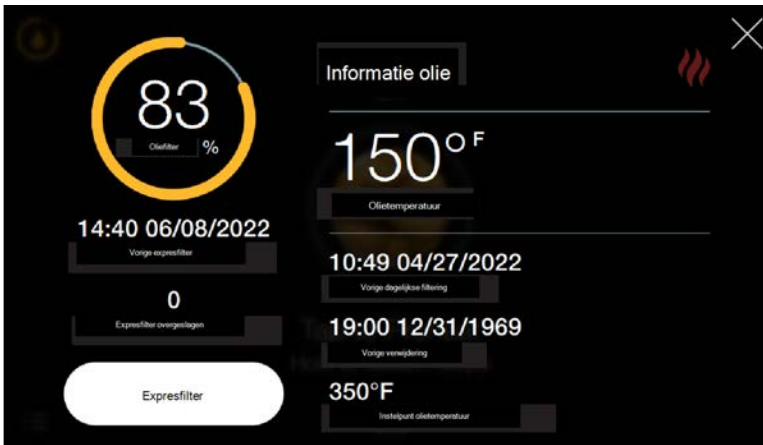 83
Oliefilter %
14:40 06/08/2022
Vorige expresfilter
0
Expresfilter overgeslagen
Expresfilter
Informatie olie
150° F
Olietemperatuur
10:49 04/27/2022
Vorige dagelijkse filtering
19:00 12/31/1969
Vorige verwijdering
350°F
Instelpunt olietemperatuur